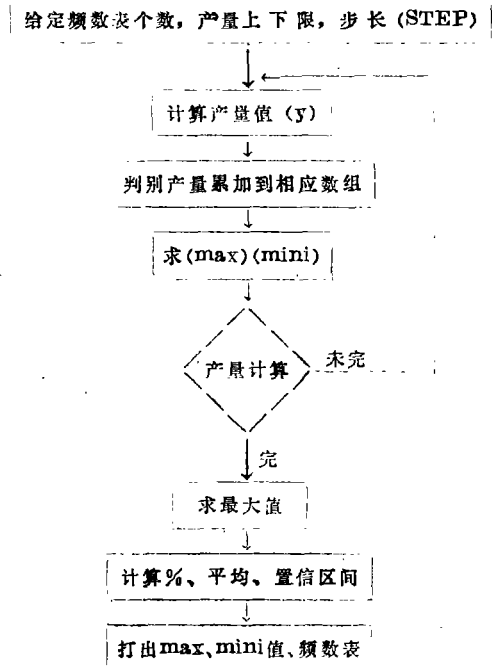 给定频数表个数，产量上下限，步长(STEP)
计算产量值(y)
判别产量累加到相应数组
求(max)(mini)
产量计算
未完
完
求最大值
计算%、平均、置信区间
打出max、mini值、频数表